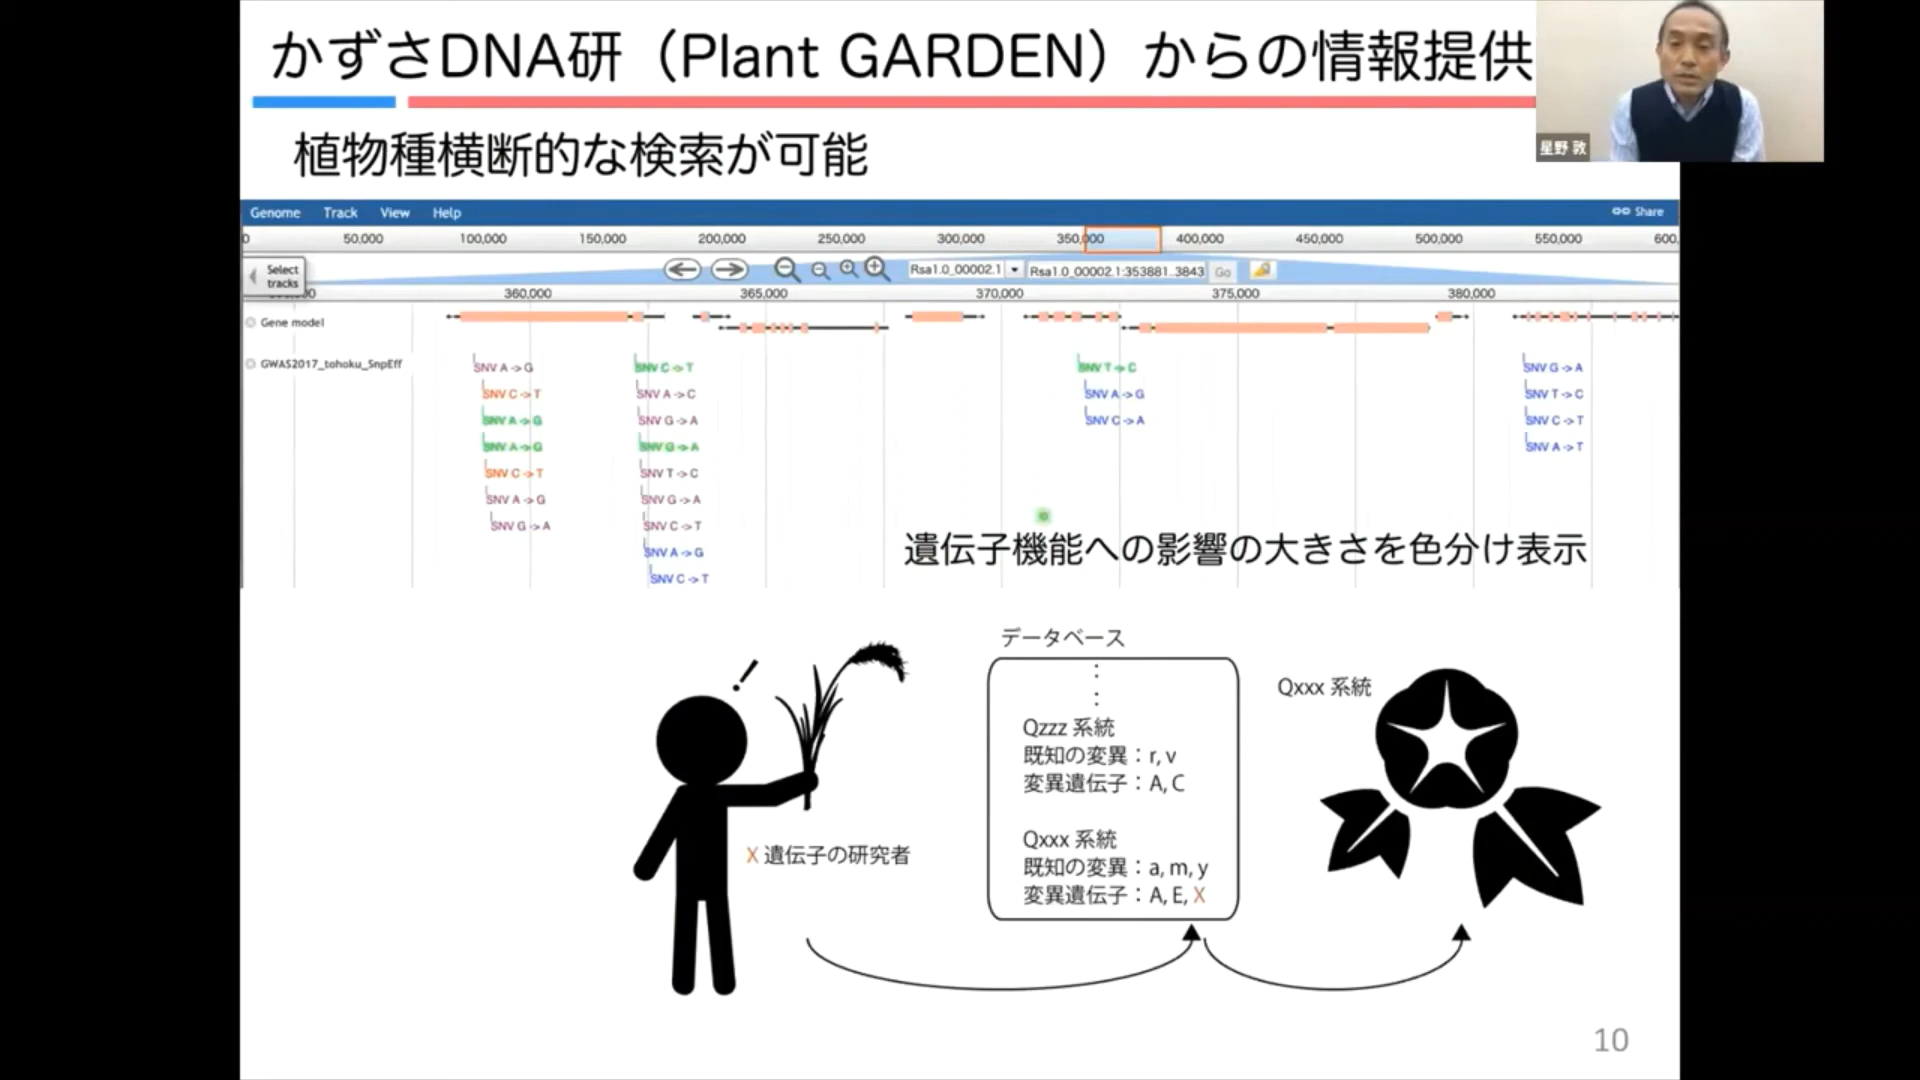 かずさDNA研（Plant GARDEN）からの情報提供
星野 敦
植物種横断的な検索が可能
Genome Track View Help
Share
0 50,000 100,000 150,000 200,000 250,000 300,000 350,000 400,000 450,000 500,000 550,000 600,
Select tracks
Rsa1.0_00002.1 Rsa1.0_00002.1:353881..3843 Go
360,000 365,000 370,000 375,000 380,000
Gene model
GWAS2017_tohoku_SnpEff
SNV A -> G SNV C -> T SNV T -> C SNV G -> A
SNV C -> T SNV A -> C SNV A -> G SNV T -> C
SNV A -> G SNV G -> A SNV C -> A SNV C -> T
SNV A -> G SNV G -> A SNV A -> T
SNV C -> T SNV T -> C
SNV A -> G SNV G -> A
SNV G -> A SNV C -> T
SNV A -> G
SNV C -> T
遺伝子機能への影響の大きさを色分け表示
!
X 遺伝子の研究者
データベース
Qzzz 系統
既知の変異：r, v
変異遺伝子：A, C
Qxxx 系統
既知の変異：a, m, y
変異遺伝子：A, E, X
Qxxx 系統
10